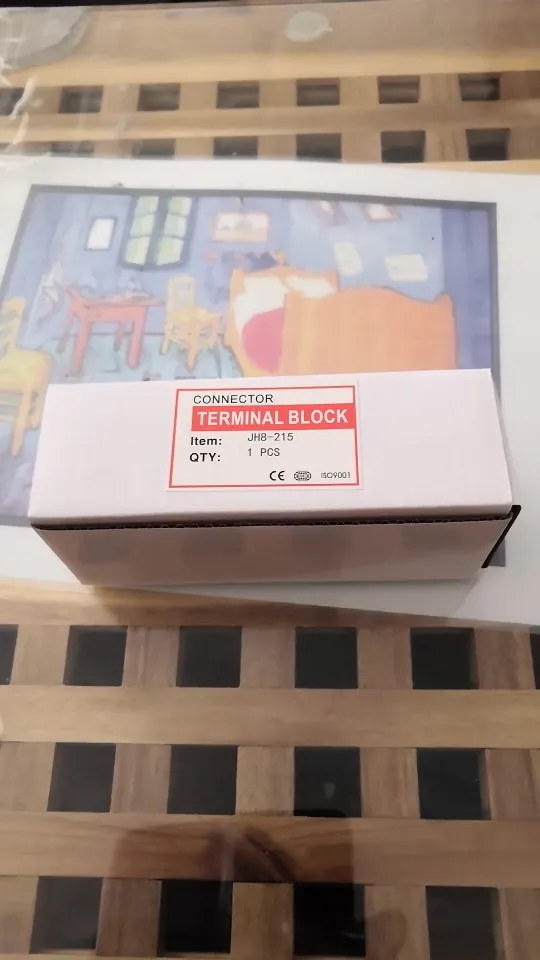 CONNECTOR
TERMINAL BLOCK
Item: JH8-215
QTY: 1 PCS
CE ISO9001